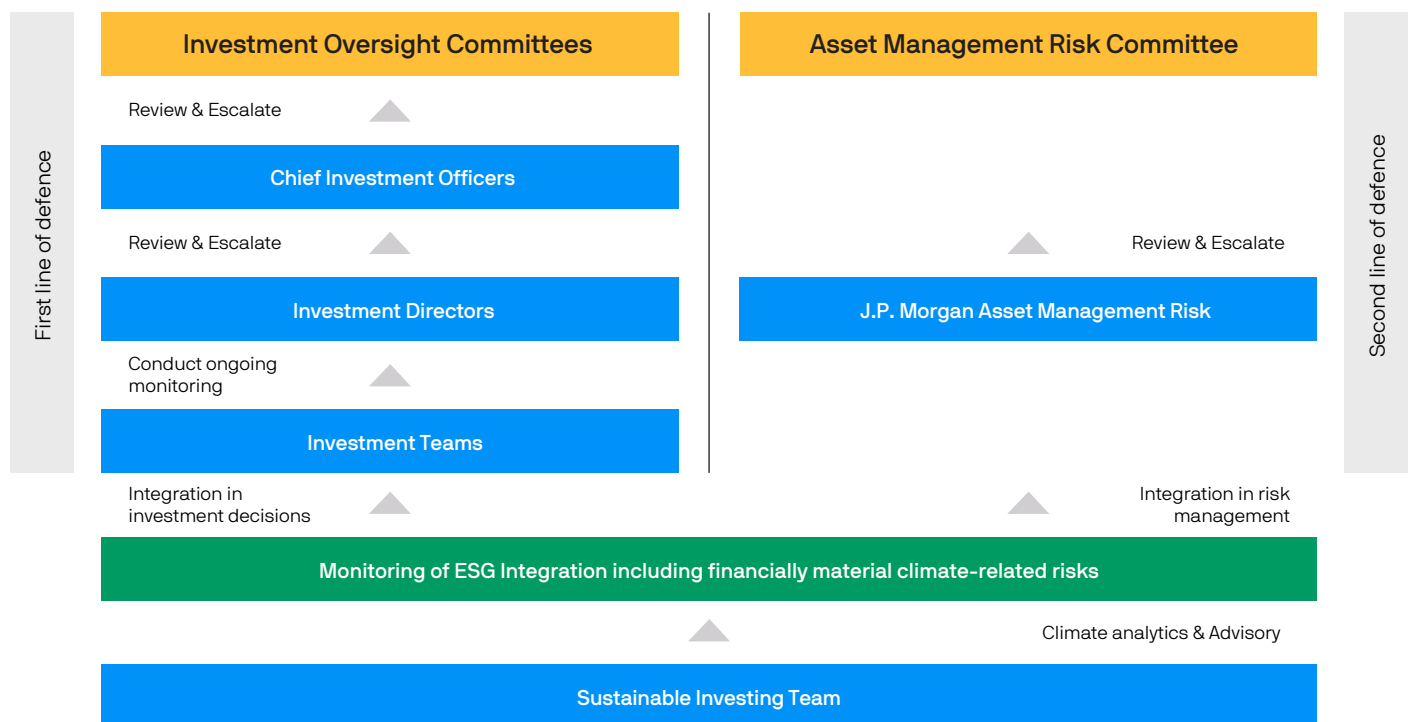 Investment Oversight Committees
Asset Management Risk Committee
First line of defence
Second line of defence
Review & Escalate
Chief Investment Officers
Review & Escalate
Review & Escalate
Investment Directors
J.P. Morgan Asset Management Risk
Conduct ongoing
monitoring
Investment Teams
Integration in
investment decisions
Integration in risk
management
Monitoring of ESG Integration including financially material climate-related risks
Climate analytics & Advisory
Sustainable Investing Team